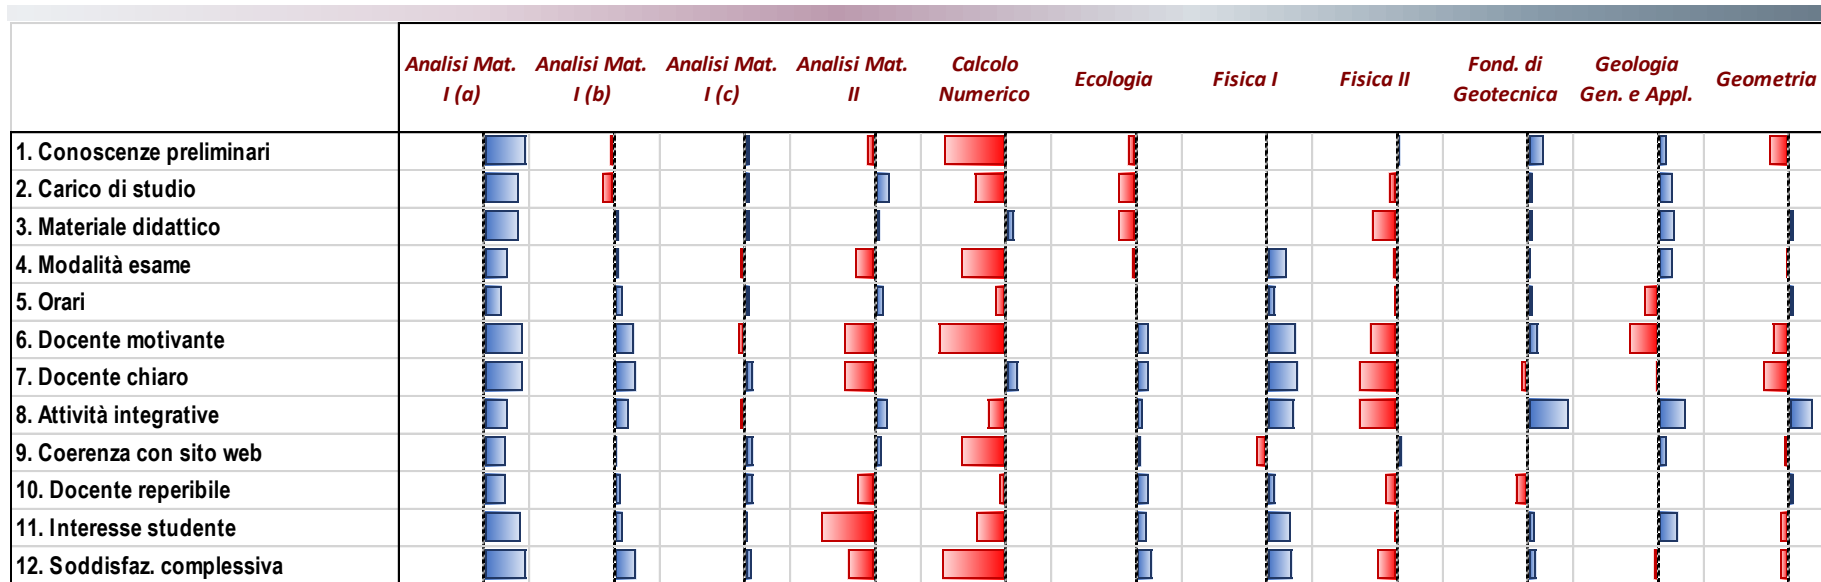 Analisi Mat. I (a)
Analisi Mat. I (b)
Analisi Mat. I (c)
Analisi Mat. II
Calcolo Numerico
Ecologia
Fisica I
Fisica II
Fond. di Geotecnica
Geologia Gen. e Appl.
Geometria
1. Conoscenze preliminari
2. Carico di studio
3. Materiale didattico
4. Modalità esame
5. Orari
6. Docente motivante
7. Docente chiaro
8. Attività integrative
9. Coerenza con sito web
10. Docente reperibile
11. Interesse studente
12. Soddisfaz. complessiva